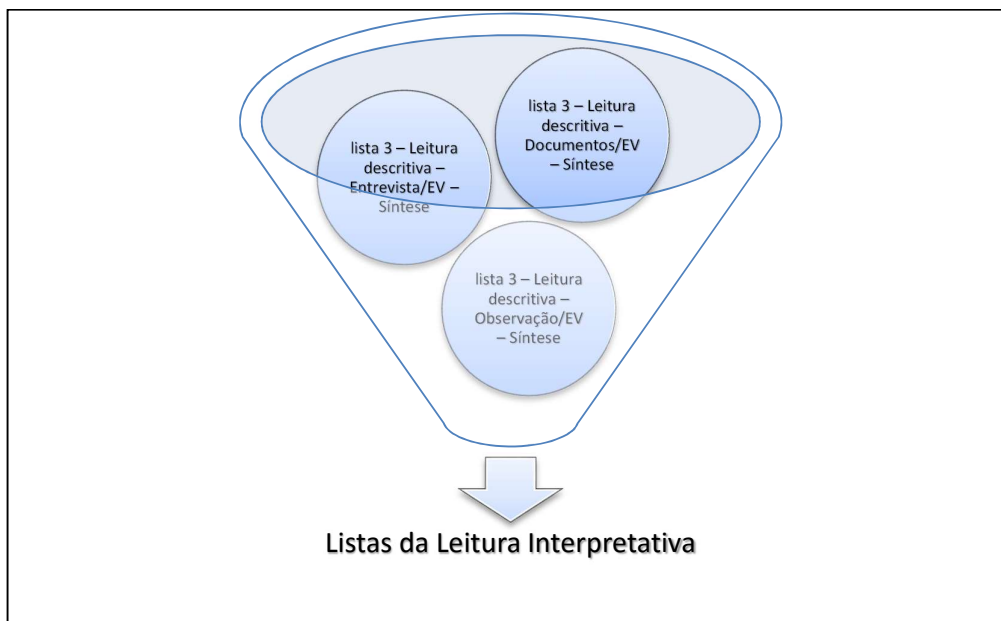 lista 3 – Leitura
descritiva –
Documentos/EV
– Síntese
lista 3 – Leitura
descritiva –
Entrevista/EV –
Síntese
lista 3 – Leitura
descritiva –
Observação/EV
– Síntese
Listas da Leitura Interpretativa